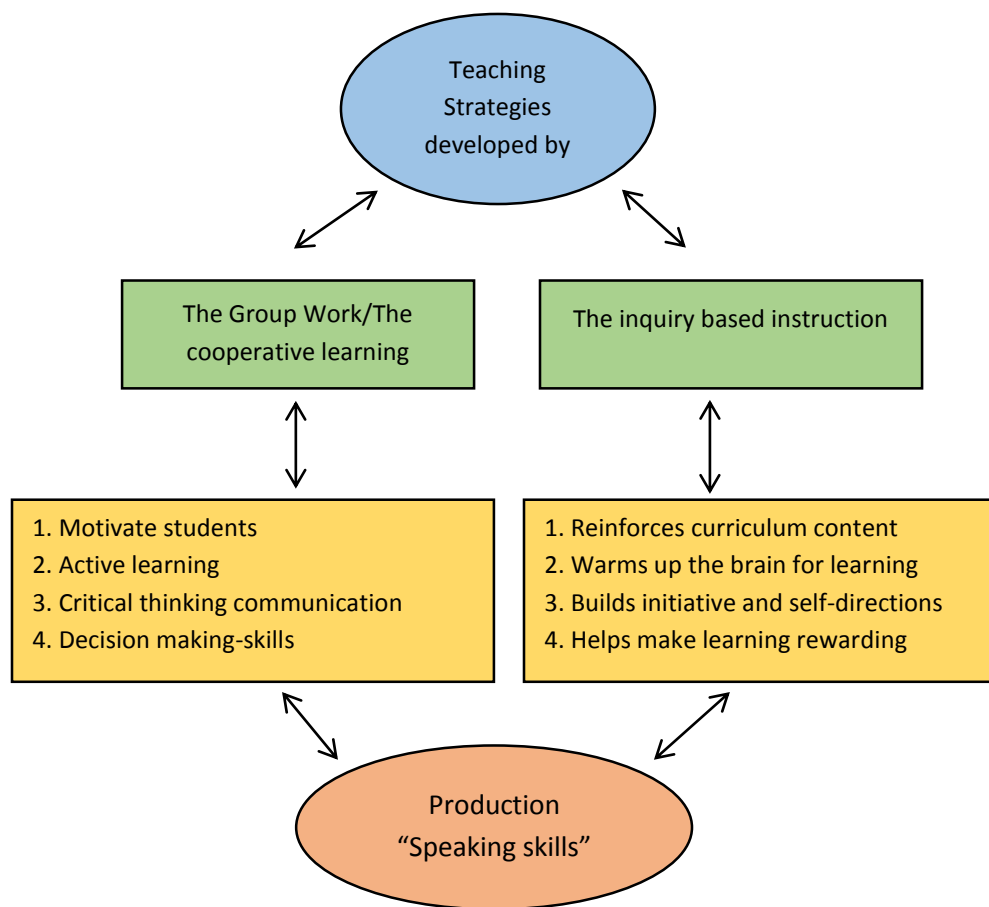 Teaching
Strategies
developed by
The Group Work/The
cooperative learning
The inquiry based instruction
1. Motivate students
2. Active learning
3. Critical thinking communication
4. Decision making-skills
1. Reinforces curriculum content
2. Warms up the brain for learning
3. Builds initiative and self-directions
4. Helps make learning rewarding
Production
“Speaking skills”